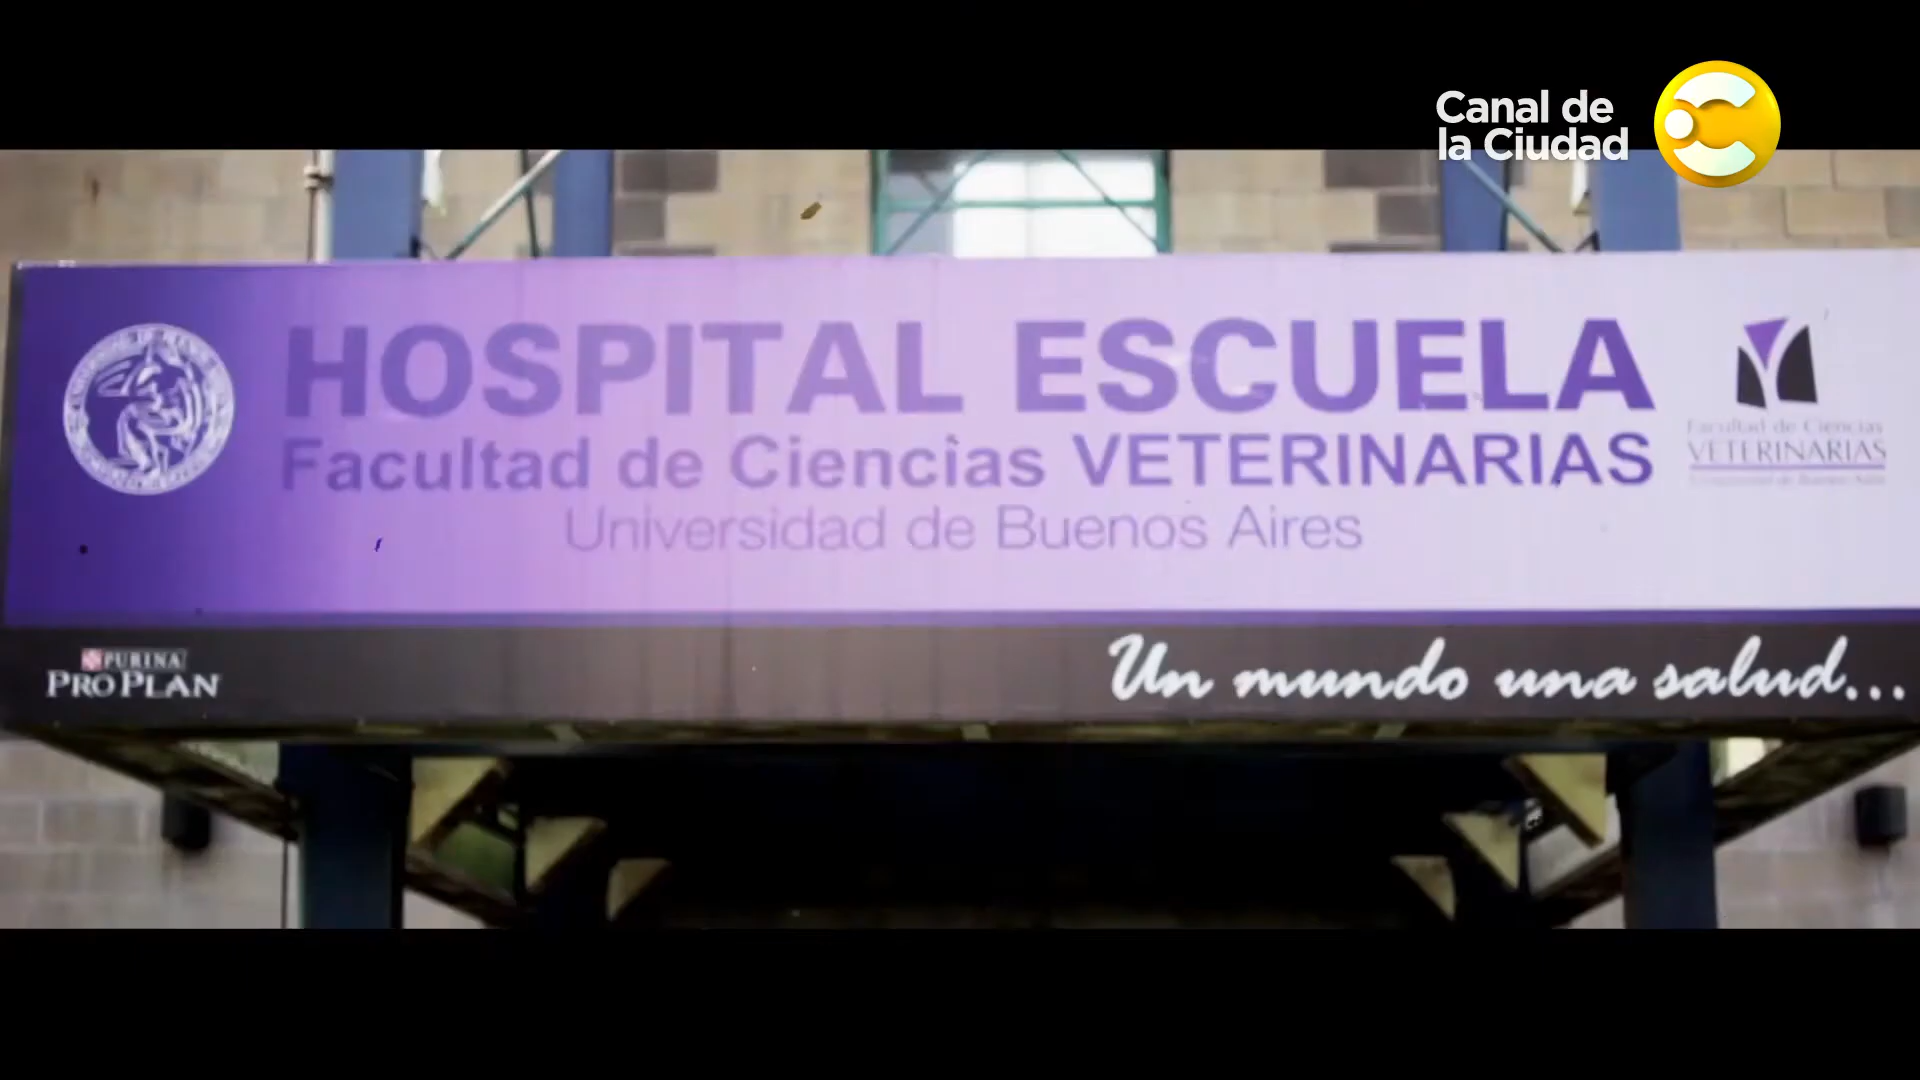 Canal de
la Ciudad
HOSPITAL ESCUELA
Facultad de Ciencias VETERINARIAS
Universidad de Buenos Aires
Facultad de Ciencias
VETERINARIAS
PURINA
PRO PLAN
Un mundo una salud...